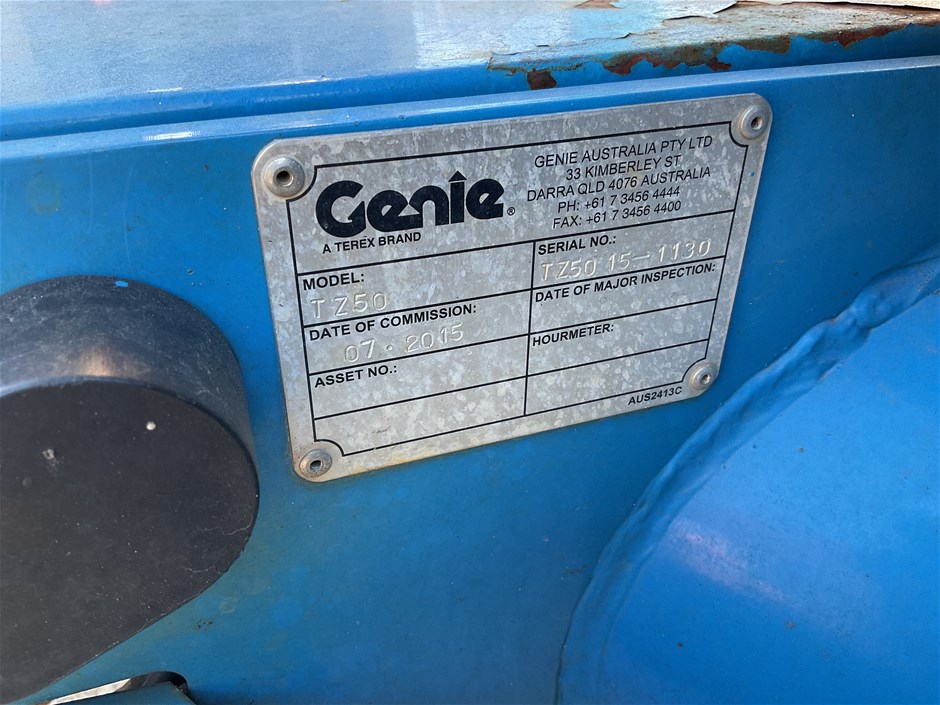 Genie®
A TEREX BRAND
GENIE AUSTRALIA PTY LTD
33 KIMBERLEY ST
DARRA QLD 4076 AUSTRALIA
PH: +61 7 3456 4444
FAX: +61 7 3456 4400
MODEL:
TZ50
SERIAL NO.:
TZ50 15-1130
DATE OF COMMISSION:
07·2015
DATE OF MAJOR INSPECTION:
ASSET NO.:
HOURMETER:
AUS2413C